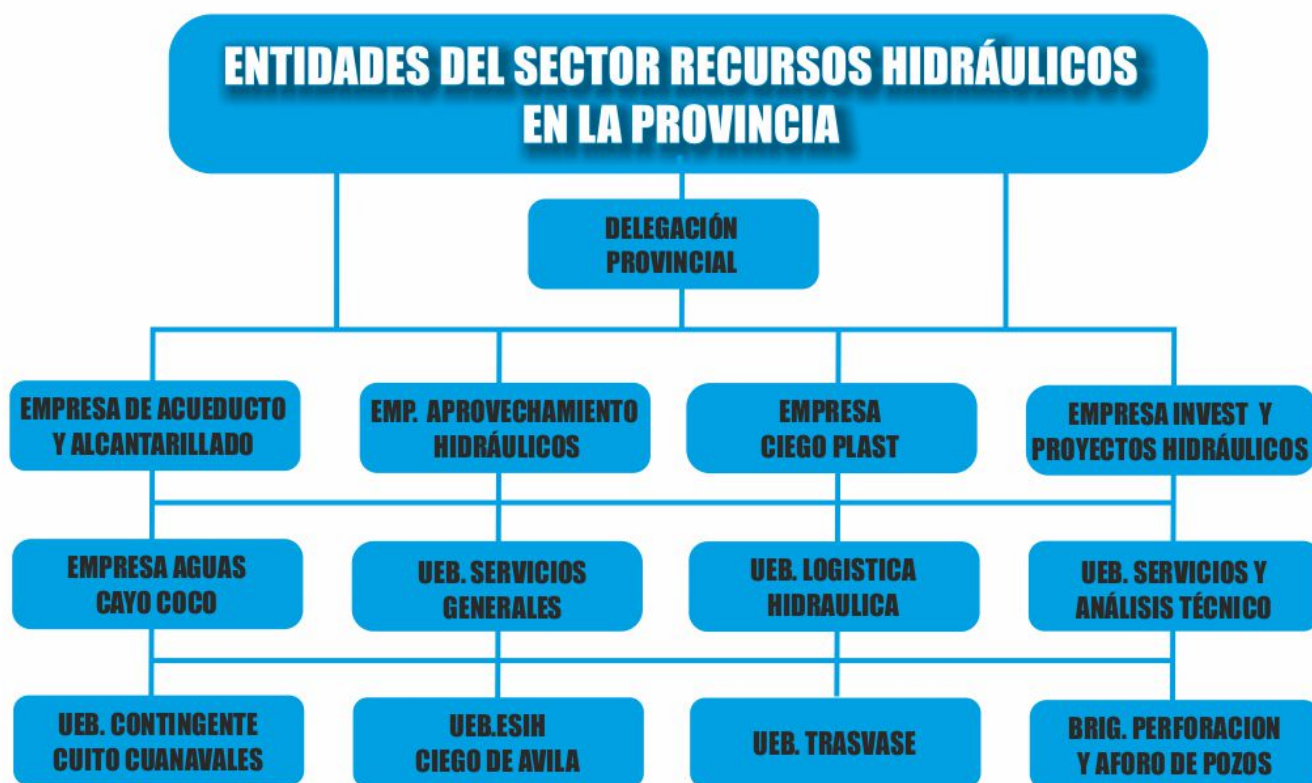 ENTIDADES DEL SECTOR RECURSOS HIDRÁULICOS
EN LA PROVINCIA
DELEGACIÓN
PROVINCIAL
EMPRESA DE ACUEDUCTO
Y ALCANTARILLADO
EMP. APROVECHAMIENTO
HIDRÁULICOS
EMPRESA
CIEGO PLAST
EMPRESA INVEST Y
PROYECTOS HIDRÁULICOS
EMPRESA AGUAS
CAYO COCO
UEB. SERVICIOS
GENERALES
UEB. LOGISTICA
HIDRAULICA
UEB. SERVICIOS Y
ANÁLISIS TÉCNICO
UEB. CONTINGENTE
CUITO CUANAVALES
UEB.ESIH
CIEGO DE AVILA
UEB. TRASVASE
BRIG. PERFORACION
Y AFORO DE POZOS